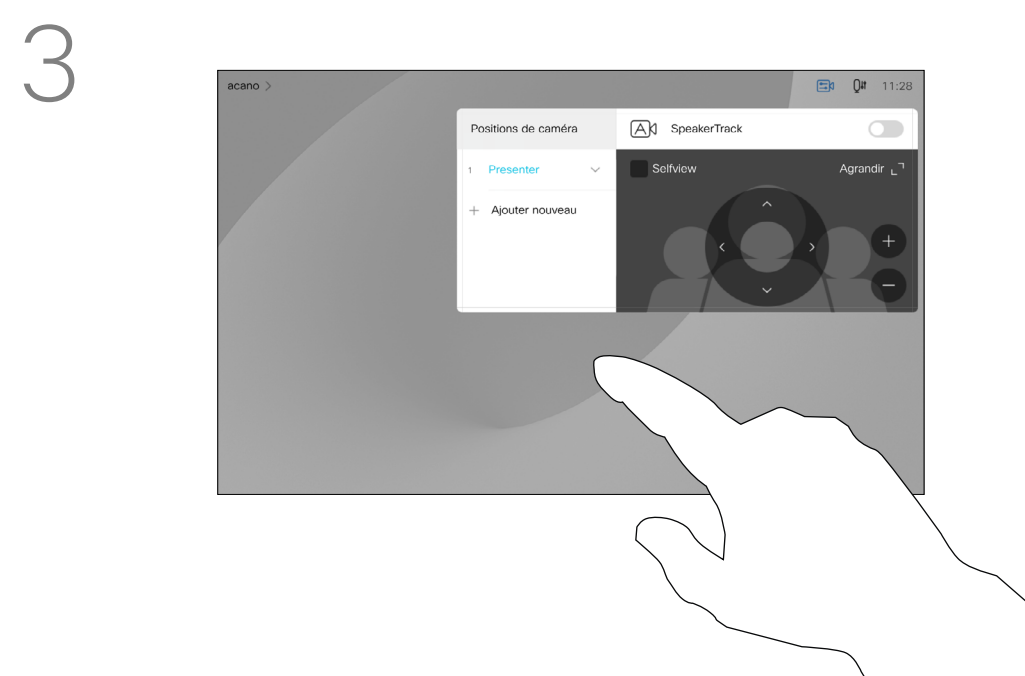 3
acano >
11:28
Positions de caméra
SpeakerTrack
1 Presenter
Selfview
Agrandir
+ Ajouter nouveau